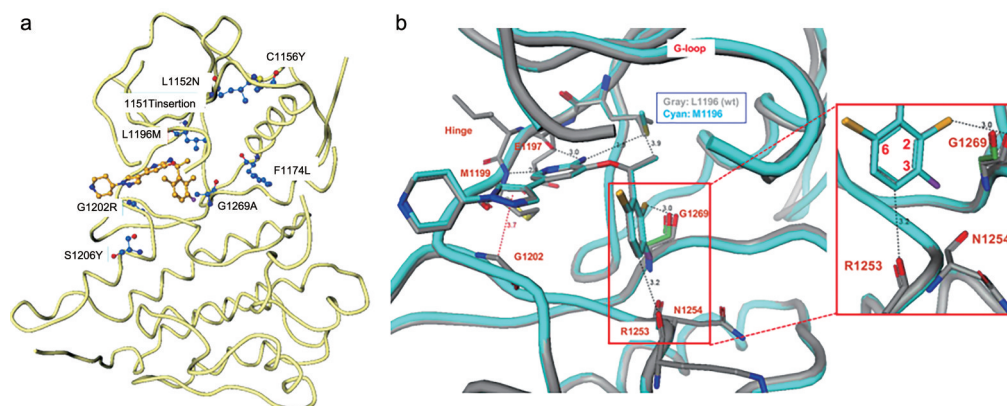 a
C1156Y
L1152N
1151Tinsertion
L1196M
F1174L
G1202R
G1269A
S1206Y
b
G-loop
Gray: L1196 (wt)
Cyan: M1196
Hinge
E1197
3.0
3.9
M1199
3.0
G1269
3.7
G1202
3.2
N1254
R1253
3.0
G1269
6
2
3
3.2
N1254
R1253